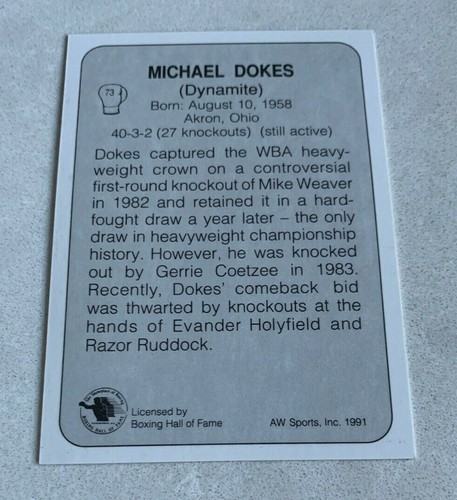 MICHAEL DOKES
73
(Dynamite)
Born: August 10, 1958
Akron, Ohio
40-3-2 (27 knockouts) (still active)
Dokes captured the WBA heavy-
weight crown on a controversial
first-round knockout of Mike Weaver
in 1982 and retained it in a hard-
fought draw a year later – the only
draw in heavyweight championship
history. However, he was knocked
out by Gerrie Coetzee in 1983.
Recently, Dokes' comeback bid
was thwarted by knockouts at the
hands of Evander Holyfield and
Razor Ruddock.
Licensed by
Boxing Hall of Fame
AW Sports, Inc. 1991